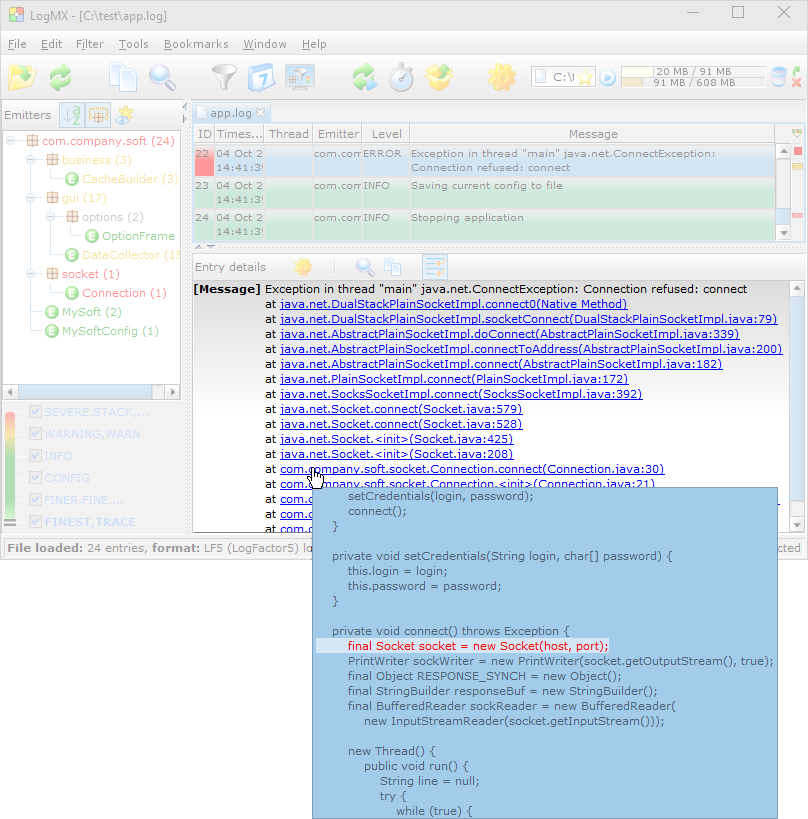 LogMX - [C:\test\app.log]
File Edit Filter Tools Bookmarks Window Help
C:\
20 MB / 91 MB
91 MB / 608 MB
Emitters
app.log
ID Times... Thread Emitter Level Message
22 04 Oct 2 com.com ERROR Exception in thread "main" java.net.ConnectException:
14:41:39 Connection refused: connect
23 04 Oct 2 com.com INFO Saving current config to file
14:41:39
24 04 Oct 2 com.com INFO Stopping application
14:41:39
com.company.soft (24)
business (3)
CacheBuilder (3)
gui (17)
options (2)
OptionFrame
DataCollector (15
socket (1)
Connection (1)
MySoft (2)
MySoftConfig (1)
SEVERE,STACK,...
WARNING,WARN
INFO
CONFIG
FINER,FINE,...
FINEST,TRACE
Entry details
[Message] Exception in thread "main" java.net.ConnectException: Connection refused: connect
at java.net.DualStackPlainSocketImpl.connect0(Native Method)
at java.net.DualStackPlainSocketImpl.socketConnect(DualStackPlainSocketImpl.java:79)
at java.net.AbstractPlainSocketImpl.doConnect(AbstractPlainSocketImpl.java:339)
at java.net.AbstractPlainSocketImpl.connectToAddress(AbstractPlainSocketImpl.java:200)
at java.net.AbstractPlainSocketImpl.connect(AbstractPlainSocketImpl.java:182)
at java.net.PlainSocketImpl.connect(PlainSocketImpl.java:172)
at java.net.SocksSocketImpl.connect(SocksSocketImpl.java:392)
at java.net.Socket.connect(Socket.java:579)
at java.net.Socket.connect(Socket.java:528)
at java.net.Socket.<init>(Socket.java:425)
at java.net.Socket.<init>(Socket.java:208)
at com.company.soft.socket.Connection.connect(Connection.java:30)
at com.company.soft.socket.Connection.<init>(Connection.java:21)
at com.c
at com.c
at com.c
File loaded: 24 entries, format: LF5 (LogFactor5) lo
cted
setCredentials(login, password);
connect();
}
private void setCredentials(String login, char[] password) {
this.login = login;
this.password = password;
}
private void connect() throws Exception {
final Socket socket = new Socket(host, port);
PrintWriter sockWriter = new PrintWriter(socket.getOutputStream(), true);
final Object RESPONSE_SYNCH = new Object();
final StringBuilder responseBuf = new StringBuilder();
final BufferedReader sockReader = new BufferedReader(
new InputStreamReader(socket.getInputStream()));
new Thread() {
public void run() {
String line = null;
try {
while (true) {